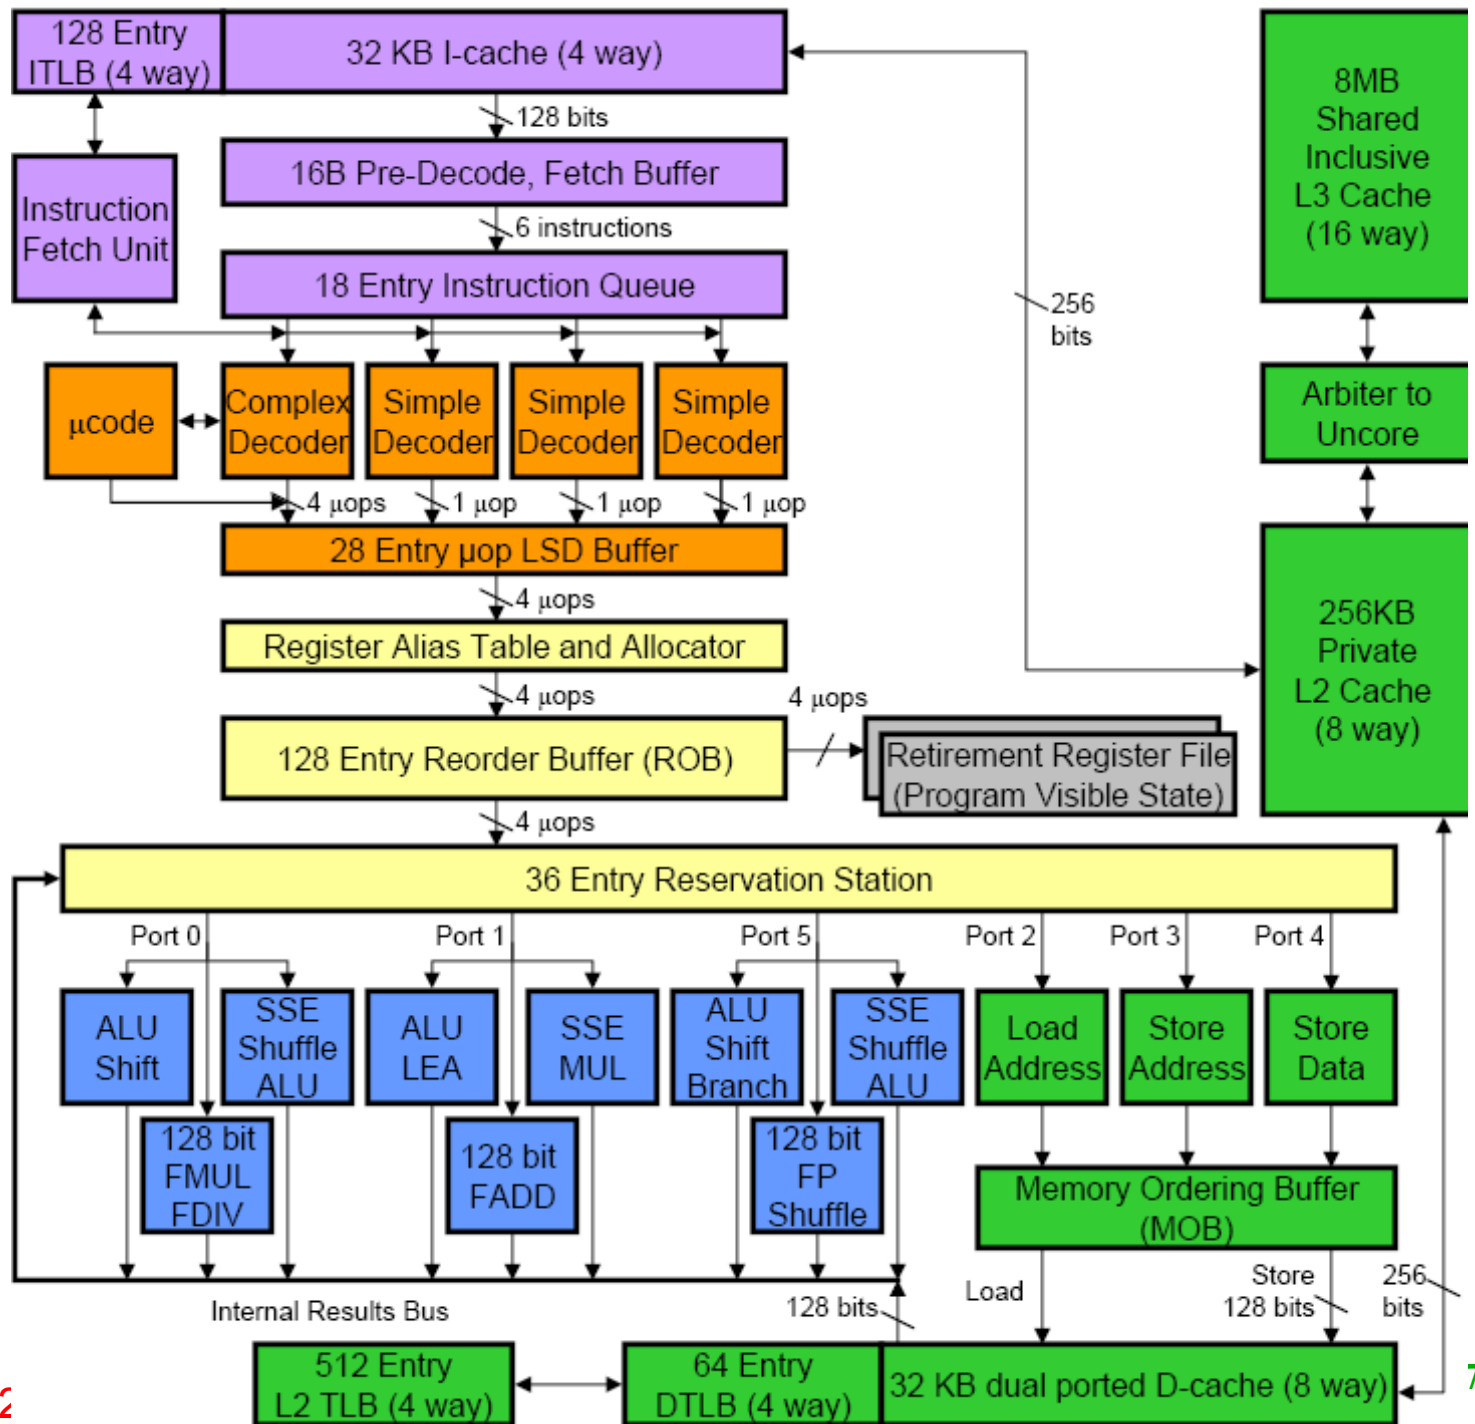 128 Entry
ITLB (4 way)
32 KB I-cache (4 way)
8MB
Shared
Inclusive
L3 Cache
(16 way)
128 bits
16B Pre-Decode, Fetch Buffer
Instruction
Fetch Unit
6 instructions
18 Entry Instruction Queue
256
bits
µcode
Complex
Decoder
Simple
Decoder
Simple
Decoder
Simple
Decoder
Arbiter to
Uncore
4 µops
1 µop
1 µop
1 µop
28 Entry µop LSD Buffer
4 µops
Register Alias Table and Allocator
256KB
Private
L2 Cache
(8 way)
4 µops
4 µops
128 Entry Reorder Buffer (ROB)
Retirement Register File
(Program Visible State)
4 µops
36 Entry Reservation Station
Port 0
Port 1
Port 5
Port 2
Port 3
Port 4
ALU
Shift
SSE
Shuffle
ALU
ALU
LEA
SSE
MUL
ALU
Shift
Branch
SSE
Shuffle
ALU
Load
Address
Store
Address
Store
Data
128 bit
FMUL
FDIV
128 bit
FADD
128 bit
FP
Shuffle
Memory Ordering Buffer
(MOB)
Internal Results Bus
128 bits
Load
Store
128 bits
256
bits
512 Entry
L2 TLB (4 way)
64 Entry
DTLB (4 way)
32 KB dual ported D-cache (8 way)